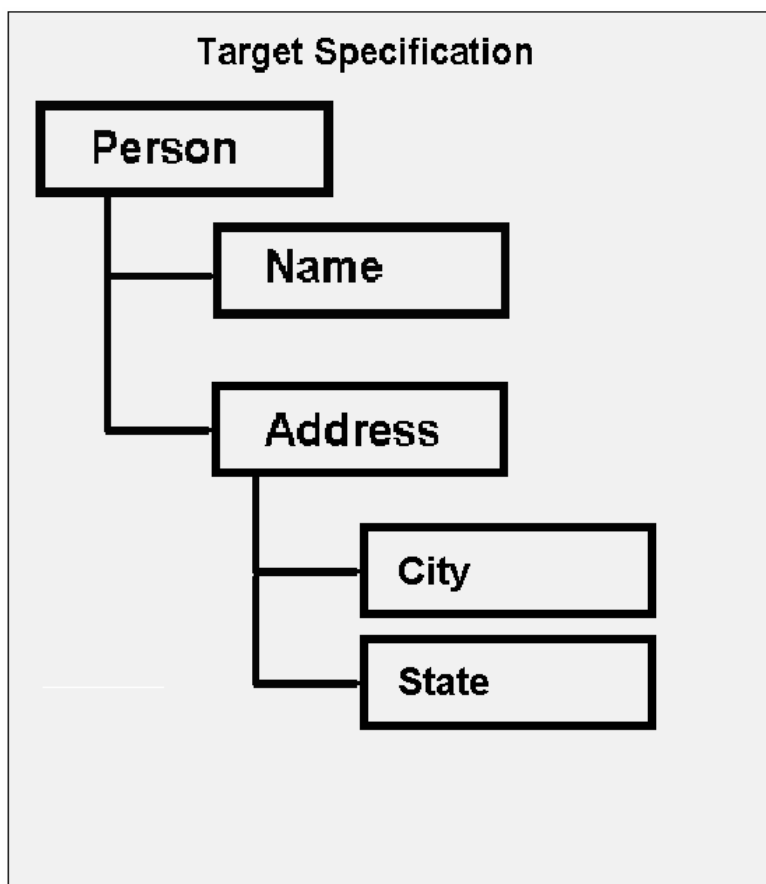 Target Specification
Person
Name
Address
City
State